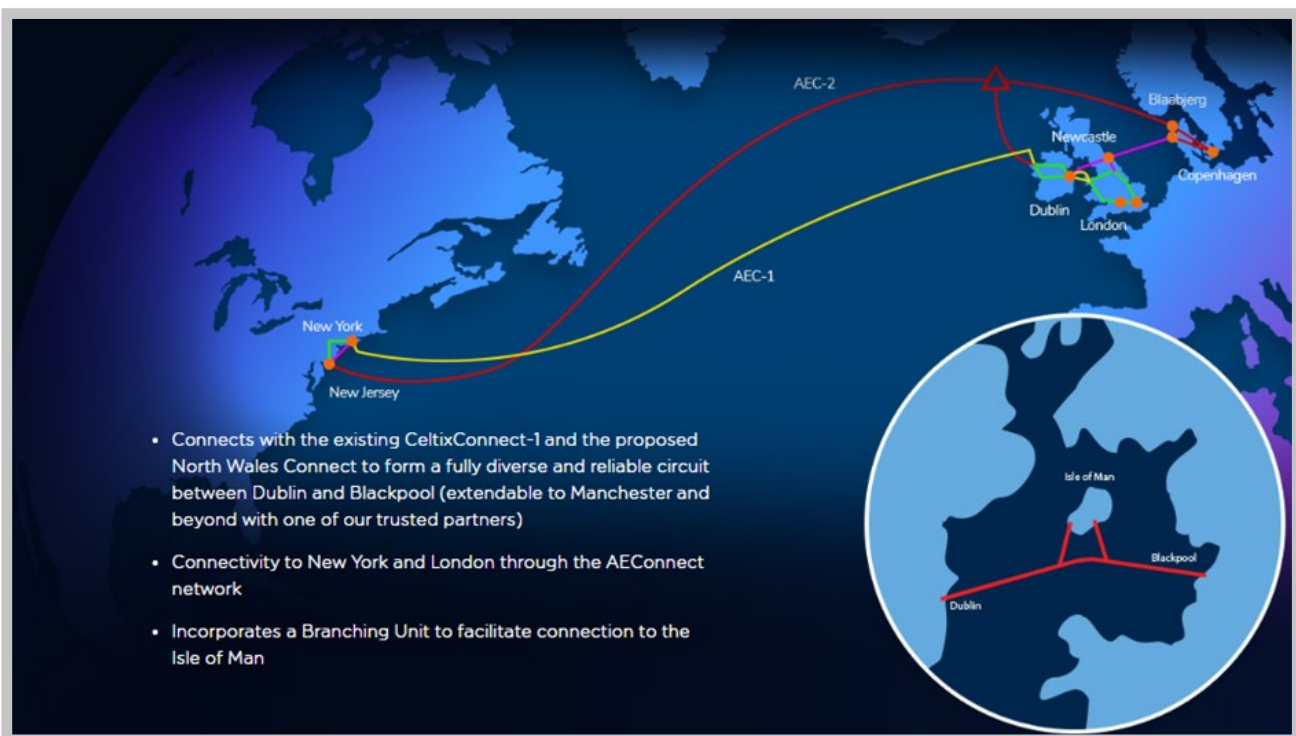 AEC-2
Blaabjerg
Newcastle
Copenhagen
Dublin
London
AEC-1
New York
New Jersey
• Connects with the existing CeltixConnect-1 and the proposed
North Wales Connect to form a fully diverse and reliable circuit
between Dublin and Blackpool (extendable to Manchester and
beyond with one of our trusted partners)
• Connectivity to New York and London through the AEConnect
network
• Incorporates a Branching Unit to facilitate connection to the
Isle of Man
Isle of Man
Blackpool
Dublin